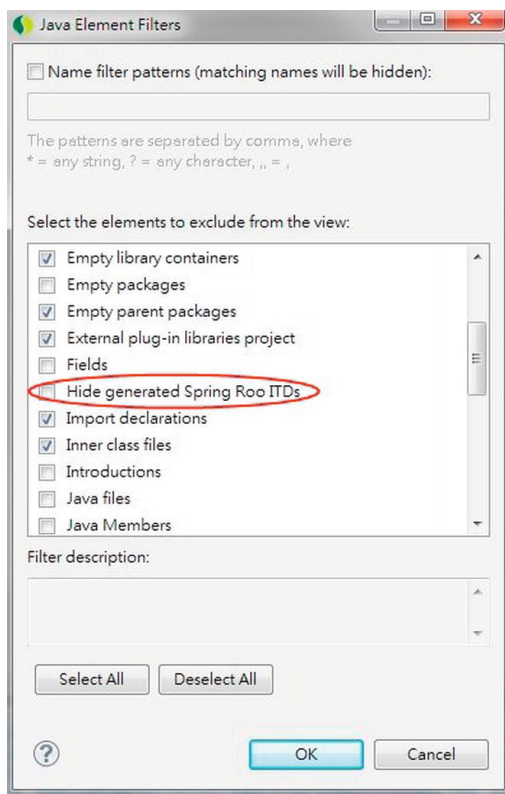 Java Element Filters
Name filter patterns (matching names will be hidden):
The patterns are separated by comma, where
* = any string, ? = any character, ,, = ,
Select the elements to exclude from the view:
Empty library containers
Empty packages
Empty parent packages
External plug-in libraries project
Fields
Hide generated Spring Roo ITDs
Import declarations
Inner class files
Introductions
Java files
Java Members
Filter description:
Select All
Deselect All
?
OK
Cancel